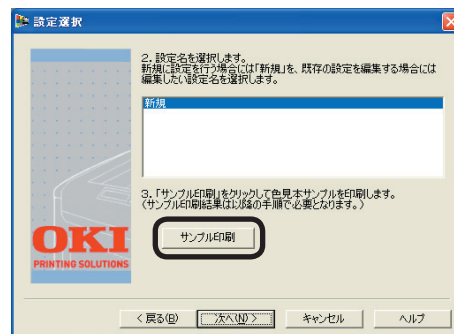 設定選択
2. 設定名を選択します。
新規に設定を行う場合には「新規」を、既存の設定を編集する場合には
編集したい設定名を選択します。
新規
3. 「サンプル印刷」をクリックして色見本サンプルを印刷します。
(サンプル印刷結果は以降の手順で必要となります。)
サンプル印刷
OKI
PRINTING SOLUTIONS
< 戻る(B)
次へ(N) >
キャンセル
ヘルプ